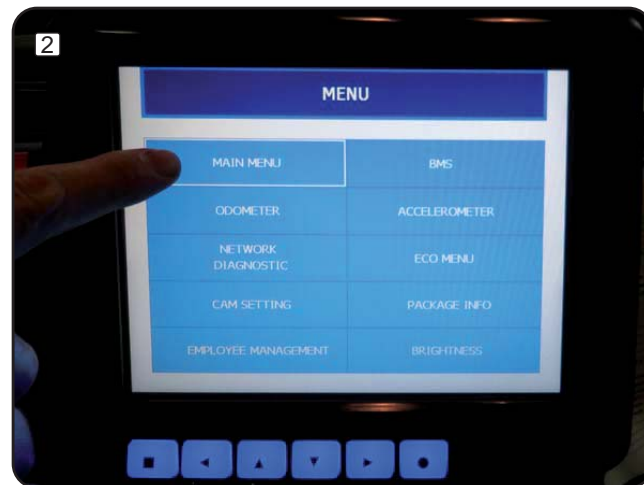 2
MENU
MAIN MENU
BMS
ODOMETER
ACCELEROMETER
NETWORK
DIAGNOSTIC
ECO MENU
CAM SETTING
PACKAGE INFO
EMPLOYEE MANAGEMENT
BRIGHTNESS